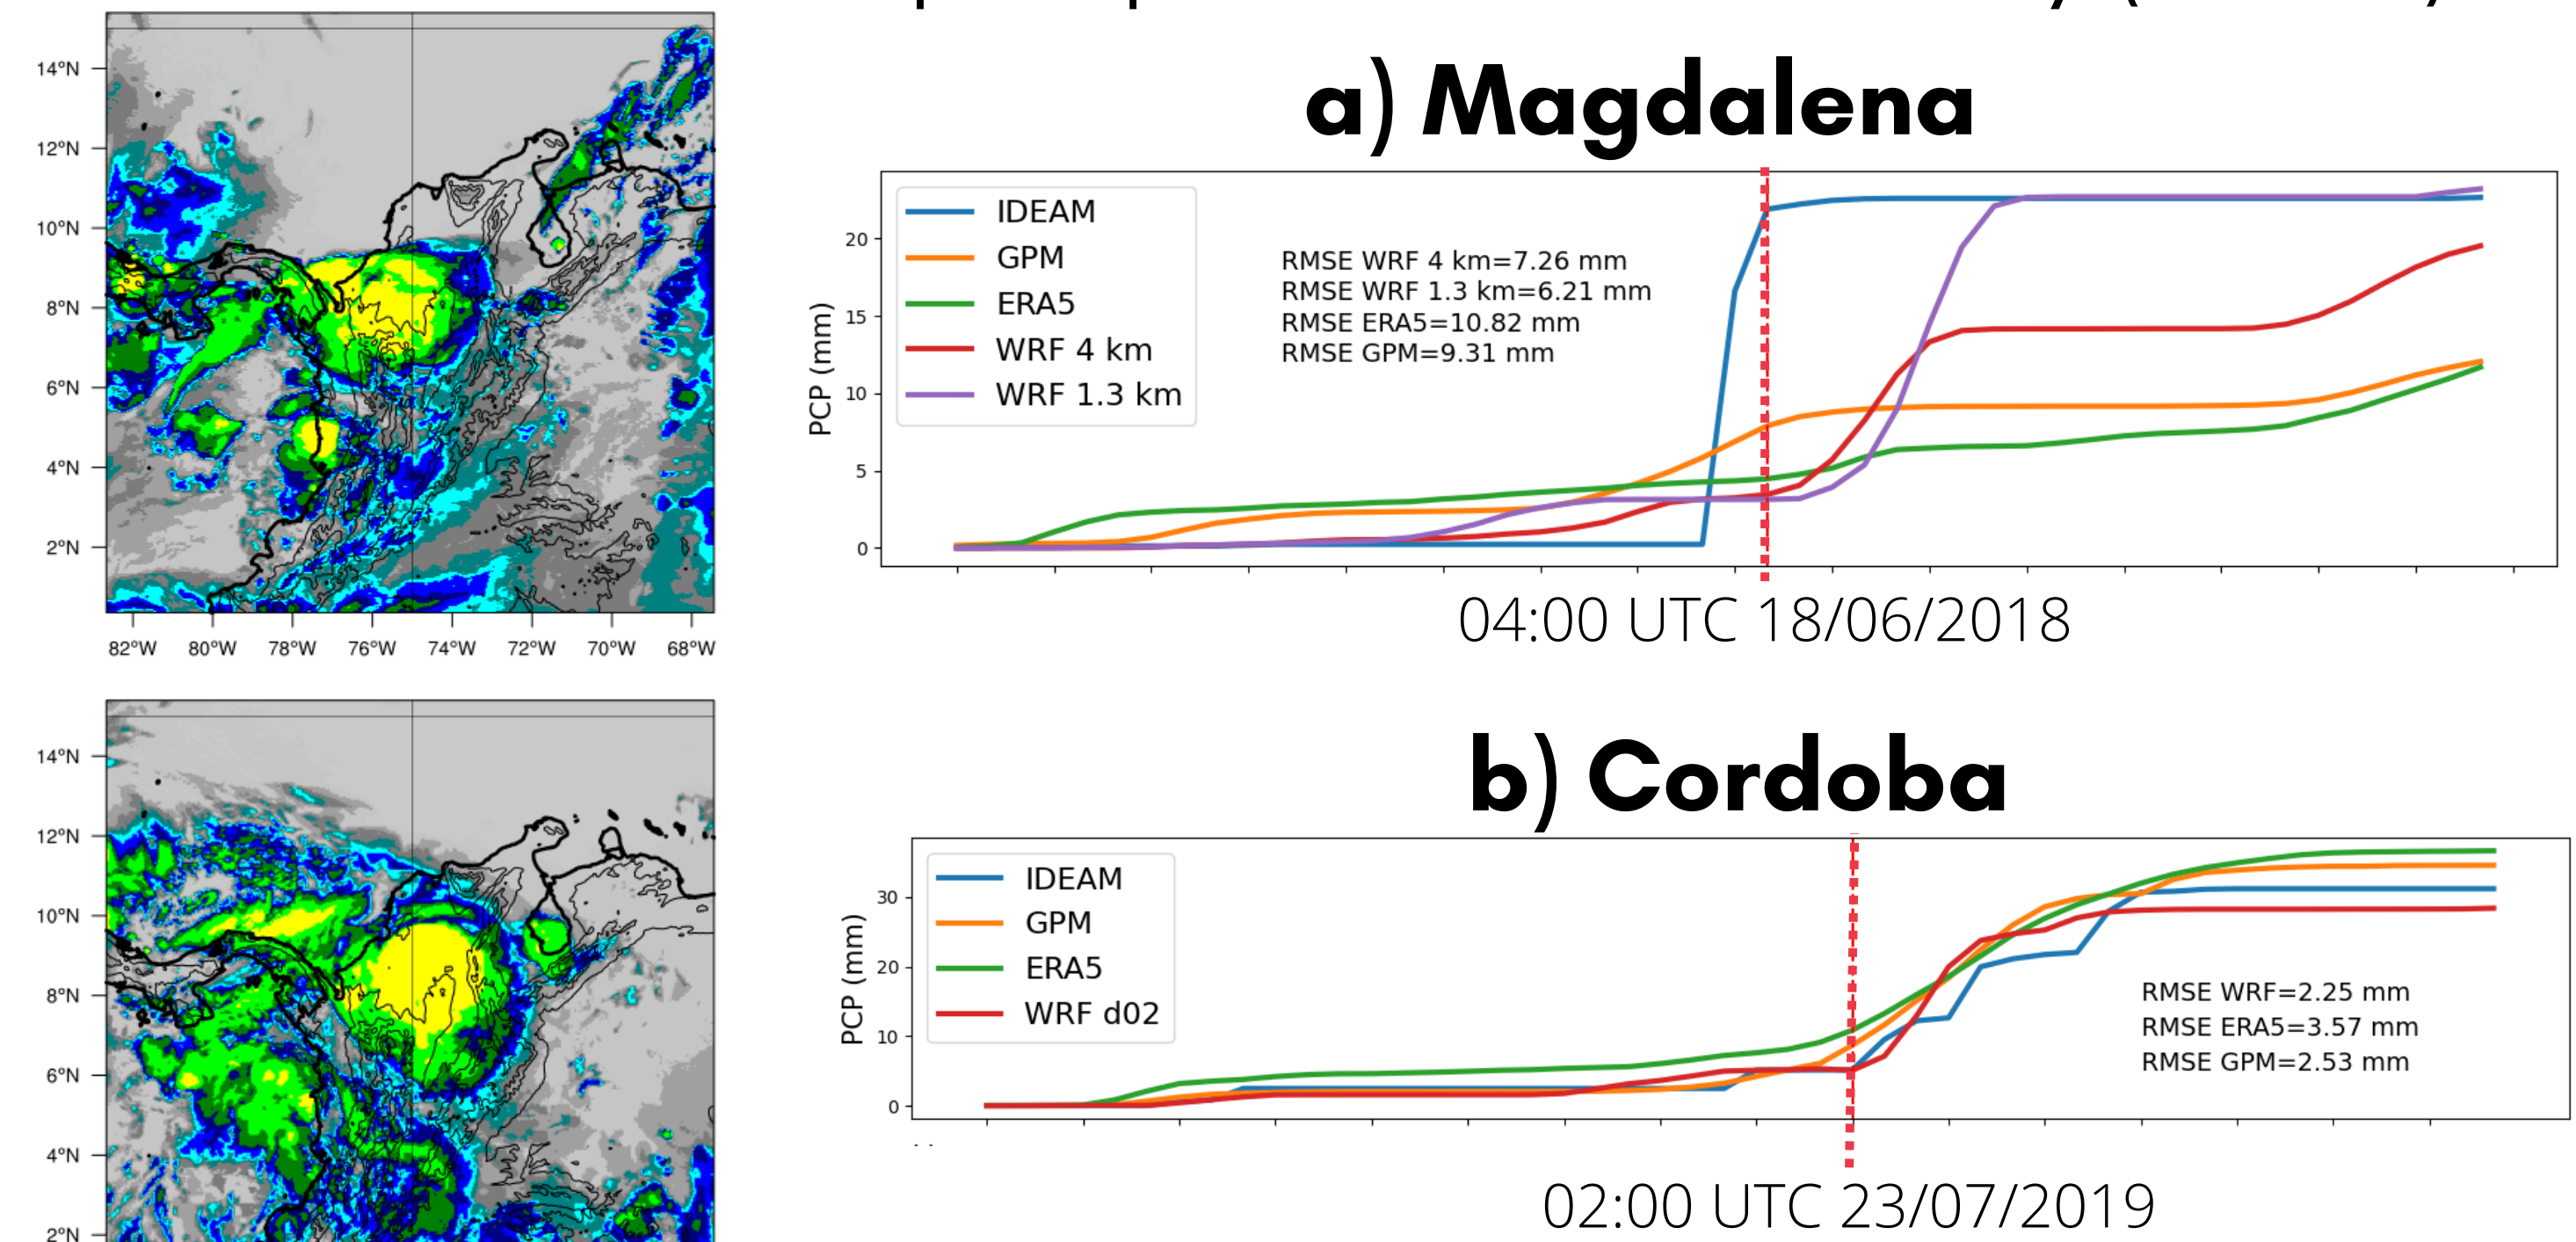 14°N
12°N
10°N
8°N
6°N
4°N
2°N
82°W 80°W 78°W 76°W 74°W 72°W 70°W 68°W
a) Magdalena
PCP (mm)
20
15
10
5
0
IDEAM
GPM
ERA5
WRF 4 km
WRF 1.3 km
RMSE WRF 4 km=7.26 mm
RMSE WRF 1.3 km=6.21 mm
RMSE ERA5=10.82 mm
RMSE GPM=9.31 mm
04:00 UTC 18/06/2018
14°N
12°N
10°N
8°N
6°N
4°N
2°N
b) Cordoba
PCP (mm)
30
20
10
0
IDEAM
GPM
ERA5
WRF d02
RMSE WRF=2.25 mm
RMSE ERA5=3.57 mm
RMSE GPM=2.53 mm
02:00 UTC 23/07/2019